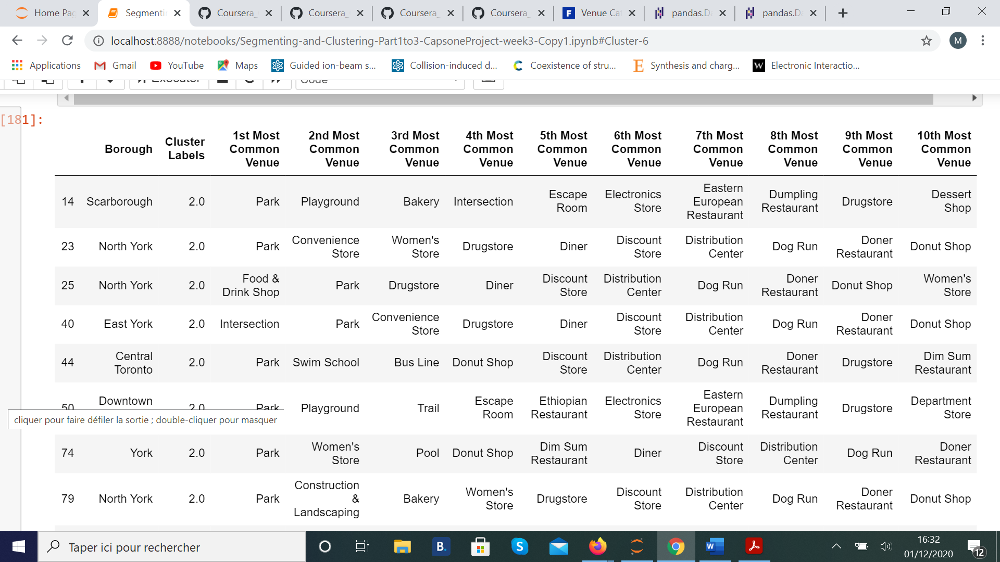 Home Pag
Segmenti
Coursera_
Coursera_
Coursera_
Coursera_
Venue Ca
pandas.Da
pandas.Da
localhost:8888/notebooks/Segmenting-and-Clustering-Part1to3-CapsoneProject-week3-Copy1.ipynb#Cluster-6
M
Applications Gmail YouTube Maps Guided ion-beam s... Collision-induced d... Coexistence of stru... Synthesis and charg... Electronic Interactio...
Exécuter Code
[181]:
Borough Cluster Labels 1st Most Common Venue 2nd Most Common Venue 3rd Most Common Venue 4th Most Common Venue 5th Most Common Venue 6th Most Common Venue 7th Most Common Venue 8th Most Common Venue 9th Most Common Venue 10th Most Common Venue
14 Scarborough 2.0 Park Playground Bakery Intersection Escape Room Electronics Store Eastern European Restaurant Dumpling Restaurant Drugstore Dessert Shop
23 North York 2.0 Park Convenience Store Women's Store Drugstore Diner Discount Store Distribution Center Dog Run Doner Restaurant Donut Shop
25 North York 2.0 Food & Drink Shop Park Drugstore Diner Discount Store Distribution Center Dog Run Doner Restaurant Donut Shop Women's Store
40 East York 2.0 Intersection Park Convenience Store Drugstore Diner Discount Store Distribution Center Dog Run Doner Restaurant Donut Shop
44 Central Toronto 2.0 Park Swim School Bus Line Donut Shop Discount Store Distribution Center Dog Run Doner Restaurant Drugstore Dim Sum Restaurant
50 Downtown 2.0 Park Playground Trail Escape Room Ethiopian Restaurant Electronics Store Eastern European Restaurant Dumpling Restaurant Drugstore Department Store
cliquer pour faire défiler la sortie ; double-cliquer pour masquer
74 York 2.0 Park Women's Store Pool Donut Shop Dim Sum Restaurant Diner Discount Store Distribution Center Dog Run Doner Restaurant
79 North York 2.0 Park Construction & Landscaping Bakery Women's Store Drugstore Discount Store Distribution Center Dog Run Doner Restaurant Donut Shop
Taper ici pour rechercher
16:32
01/12/2020
12